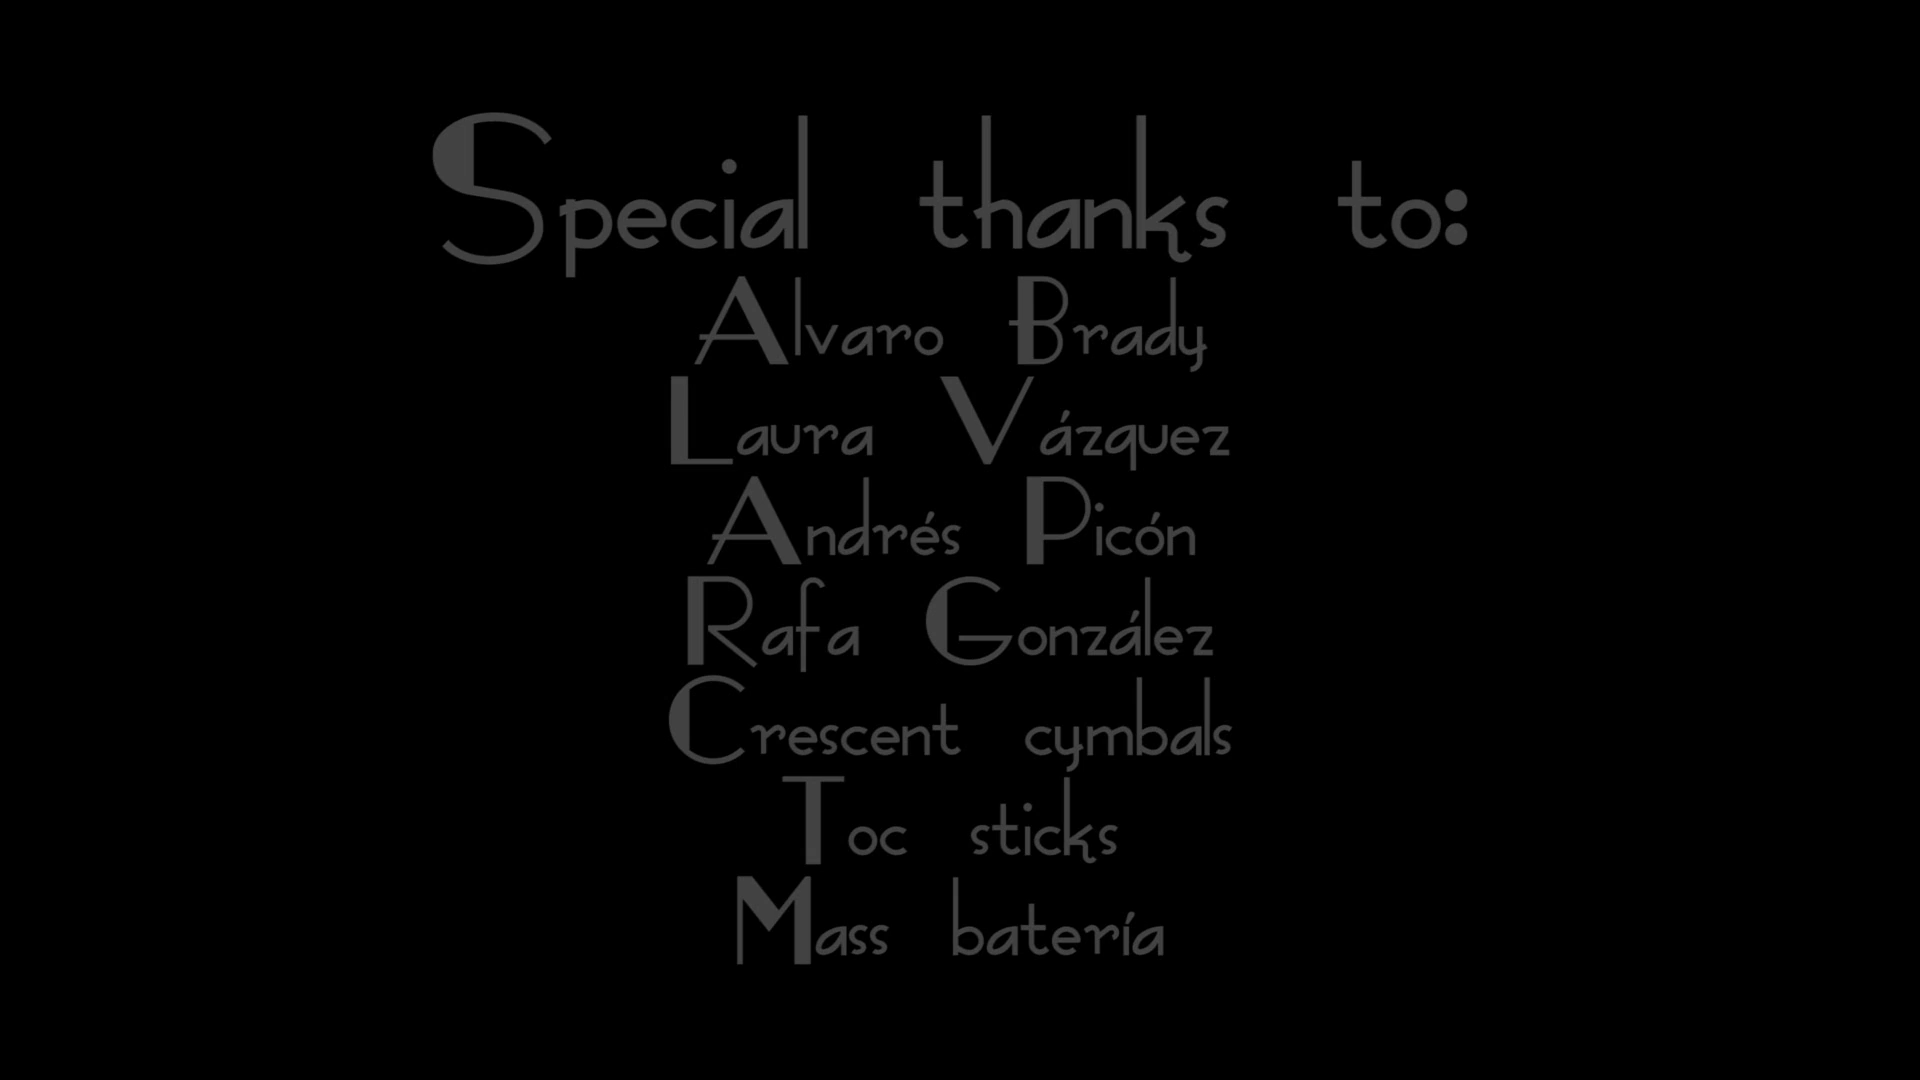 Special thanks to:
Alvaro Brady
Laura Vázquez
Andrés Picón
Rafa González
Crescent cymbals
Toc sticks
Mass batería